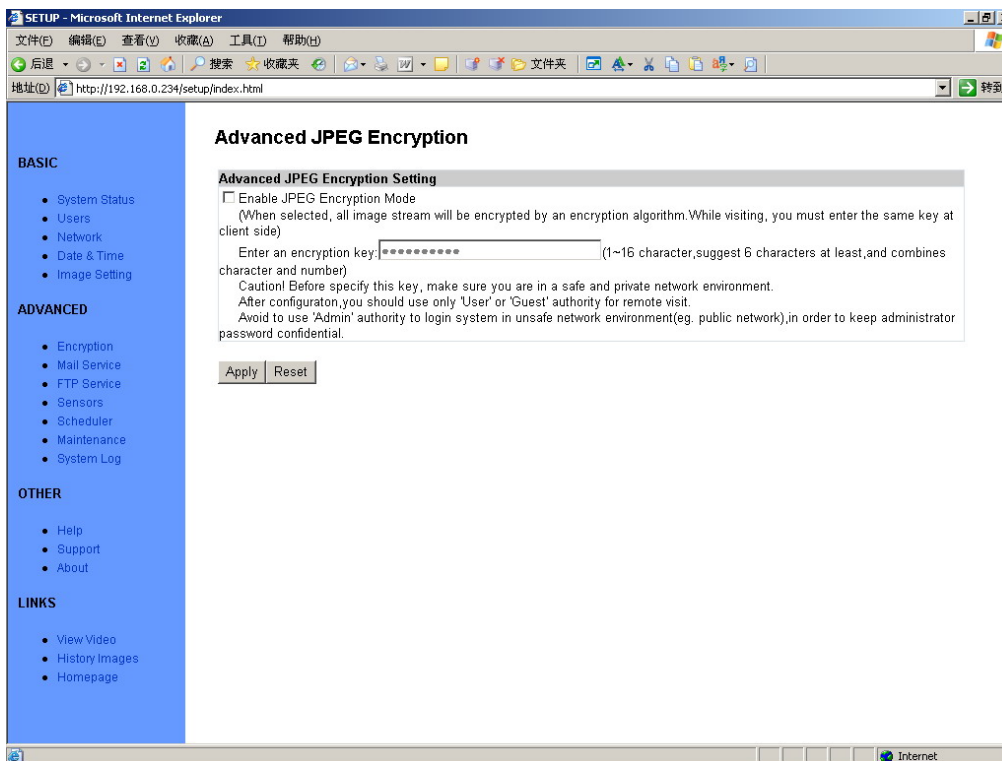 SETUP - Microsoft Internet Explorer
文件(F) 编辑(E) 查看(V) 收藏(A) 工具(T) 帮助(H)
后退 搜索 收藏夹 文件夹
地址(D) http://192.168.0.234/setup/index.html 转到
Advanced JPEG Encryption
BASIC
System Status
Users
Network
Date & Time
Image Setting
ADVANCED
Encryption
Mail Service
FTP Service
Sensors
Scheduler
Maintenance
System Log
OTHER
Help
Support
About
LINKS
View Video
History Images
Homepage
Advanced JPEG Encryption Setting
Enable JPEG Encryption Mode
(When selected, all image stream will be encrypted by an encryption algorithm.While visiting, you must enter the same key at
client side)
Enter an encryption key: ●●●●●●●●●● (1~16 character,suggest 6 characters at least,and combines
character and number)
Caution! Before specify this key, make sure you are in a safe and private network environment.
After configuraton,you should use only 'User' or 'Guest' authority for remote visit.
Avoid to use 'Admin' authority to login system in unsafe network environment(eg. public network),in order to keep administrator
password confidential.
Apply Reset
Internet